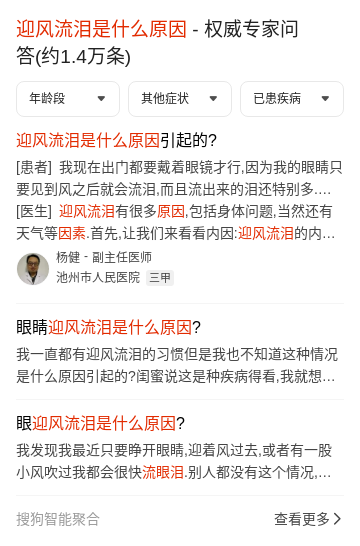 迎风流泪是什么原因 - 权威专家问
答(约1.4万条)
年龄段 其他症状 已患疾病
迎风流泪是什么原因引起的?
[患者] 我现在出门都要戴着眼镜才行,因为我的眼睛只
要见到风之后就会流泪,而且流出来的泪还特别多....
[医生] 迎风流泪有很多原因,包括身体问题,当然还有
天气等因素.首先,让我们来看看内因:迎风流泪的内...
杨健 - 副主任医师
池州市人民医院 三甲
眼睛迎风流泪是什么原因?
我一直都有迎风流泪的习惯但是我也不知道这种情况
是什么原因引起的?闺蜜说这是种疾病得看,我就想...
眼迎风流泪是什么原因?
我发现我最近只要睁开眼睛,迎着风过去,或者有一股
小风吹过我都会很快流眼泪.别人都没有这个情况,...
搜狗智能聚合 查看更多